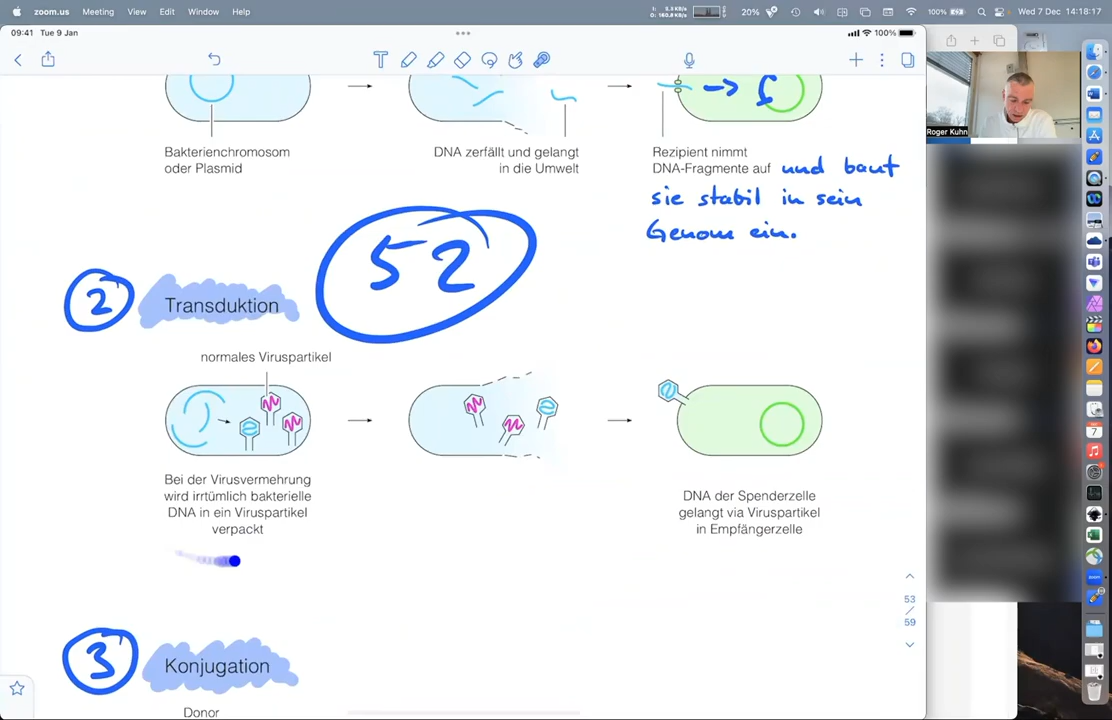 zoom.us Meeting View Edit Window Help
20% 100% Wed 7 Dec 14:18:17
09:41 Tue 9 Jan
100%
Roger Kuhn
Bakterienchromosom
oder Plasmid
DNA zerfällt und gelangt
in die Umwelt
Rezipient nimmt
DNA-Fragmente auf und baut
sie stabil in sein
Genom ein.
52
2 Transduktion
normales Viruspartikel
Bei der Virusvermehrung
wird irrtümlich bakterielle
DNA in ein Viruspartikel
verpackt
DNA der Spenderzelle
gelangt via Viruspartikel
in Empfängerzelle
53
/
59
3 Konjugation
Donor